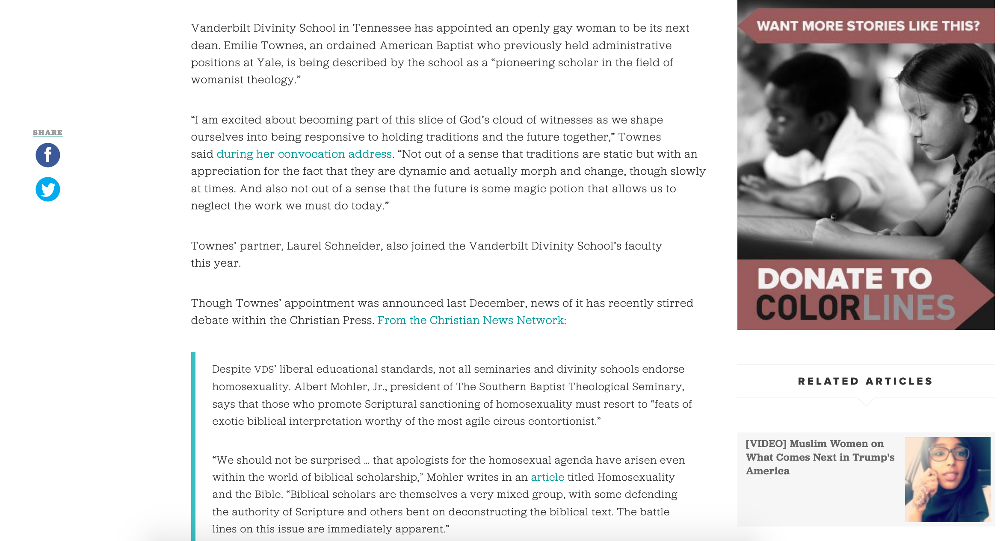 Vanderbilt Divinity School in Tennessee has appointed an openly gay woman to be its next
dean. Emilie Townes, an ordained American Baptist who previously held administrative
positions at Yale, is being described by the school as a “pioneering scholar in the field of
womanist theology.”
“I am excited about becoming part of this slice of God’s cloud of witnesses as we shape
ourselves into being responsive to holding traditions and the future together,” Townes
said during her convocation address. “Not out of a sense that traditions are static but with an
appreciation for the fact that they are dynamic and actually morph and change, though slowly
at times. And also not out of a sense that the future is some magic potion that allows us to
neglect the work we must do today.”
Townes’ partner, Laurel Schneider, also joined the Vanderbilt Divinity School’s faculty
this year.
Though Townes’ appointment was announced last December, news of it has recently stirred
debate within the Christian Press. From the Christian News Network:
Despite VDS’ liberal educational standards, not all seminaries and divinity schools endorse
homosexuality. Albert Mohler, Jr., president of The Southern Baptist Theological Seminary,
says that those who promote Scriptural sanctioning of homosexuality must resort to “feats of
exotic biblical interpretation worthy of the most agile circus contortionist.”
“We should not be surprised … that apologists for the homosexual agenda have arisen even
within the world of biblical scholarship,” Mohler writes in an article titled Homosexuality
and the Bible. “Biblical scholars are themselves a very mixed group, with some defending
the authority of Scripture and others bent on deconstructing the biblical text. The battle
lines on this issue are immediately apparent.”
SHARE
WANT MORE STORIES LIKE THIS?
DONATE TO
COLORLINES
RELATED ARTICLES
[VIDEO] Muslim Women on
What Comes Next in Trump's
America